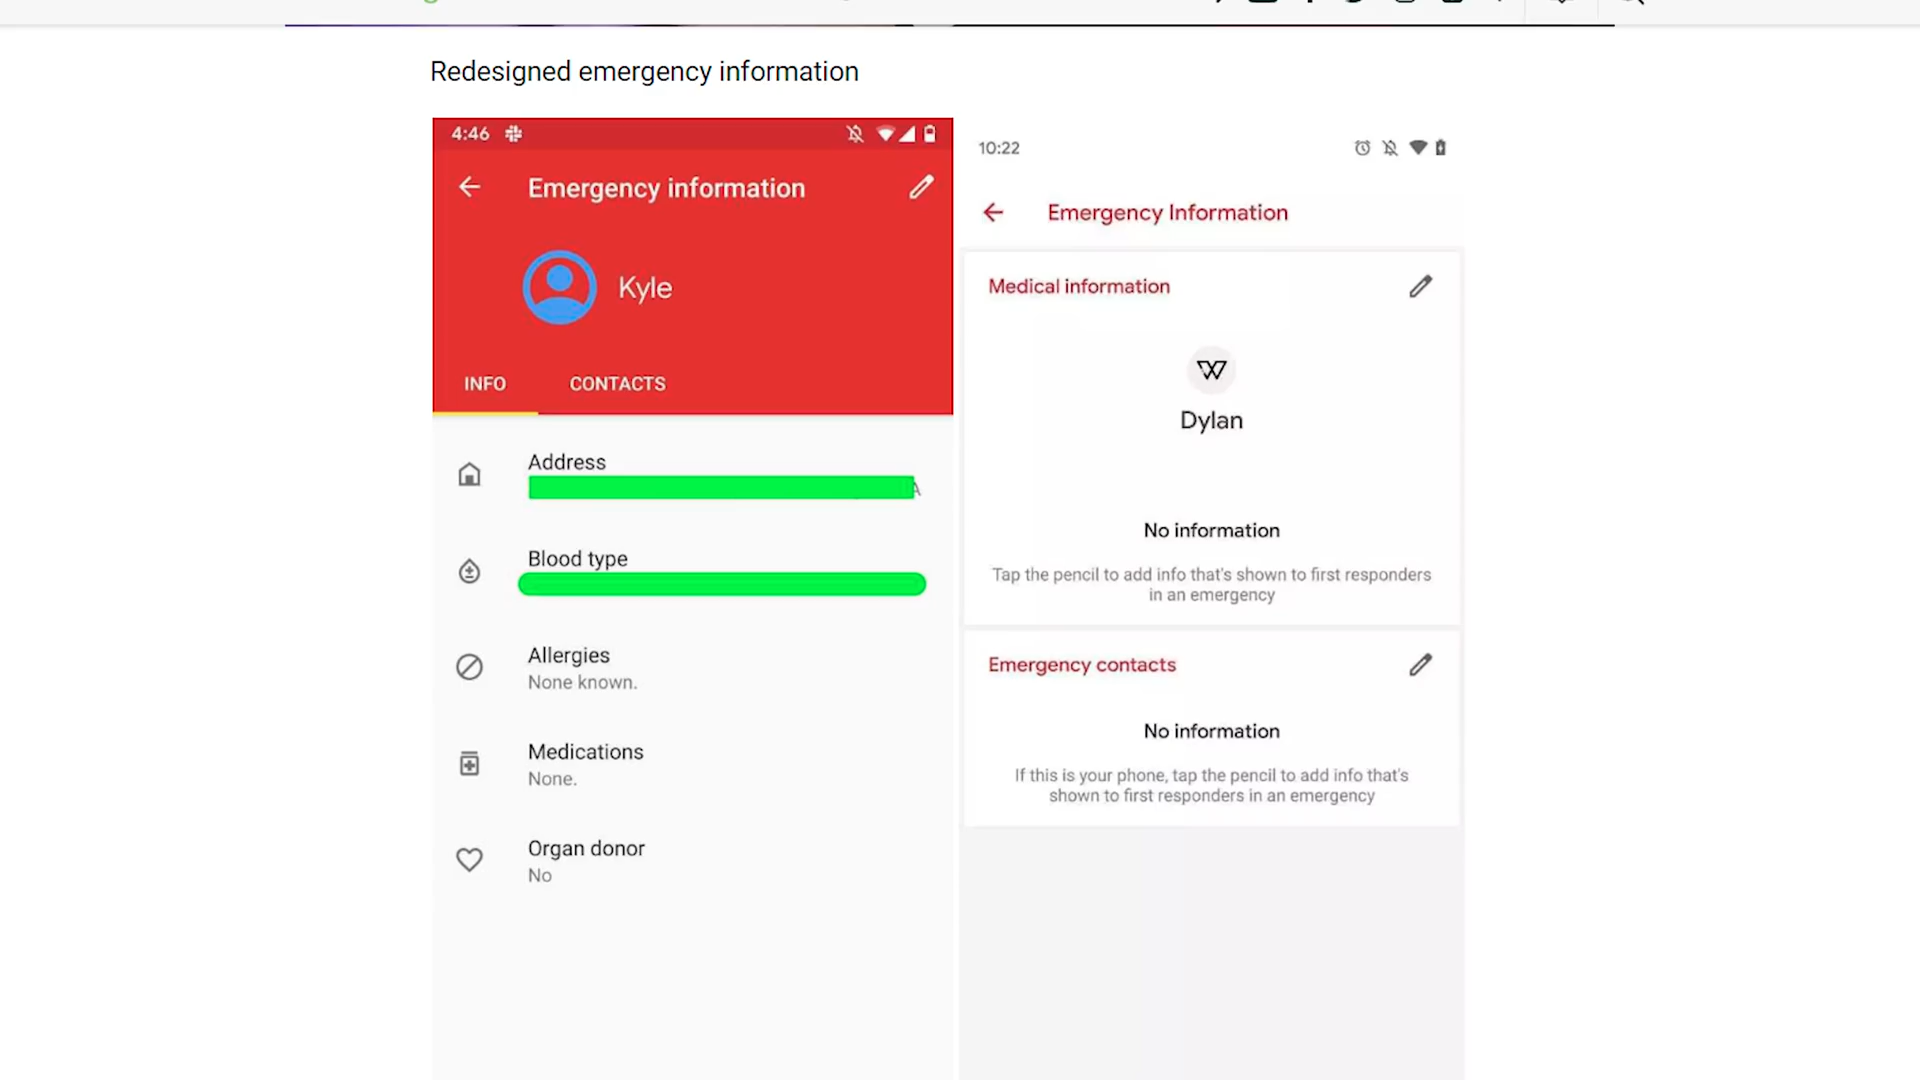 Redesigned emergency information
4:46
Emergency information
Kyle
INFO
CONTACTS
Address
Blood type
Allergies
None known.
Medications
None.
Organ donor
No
10:22
Emergency Information
Medical information
Dylan
No information
Tap the pencil to add info that's shown to first responders
in an emergency
Emergency contacts
No information
If this is your phone, tap the pencil to add info that's
shown to first responders in an emergency